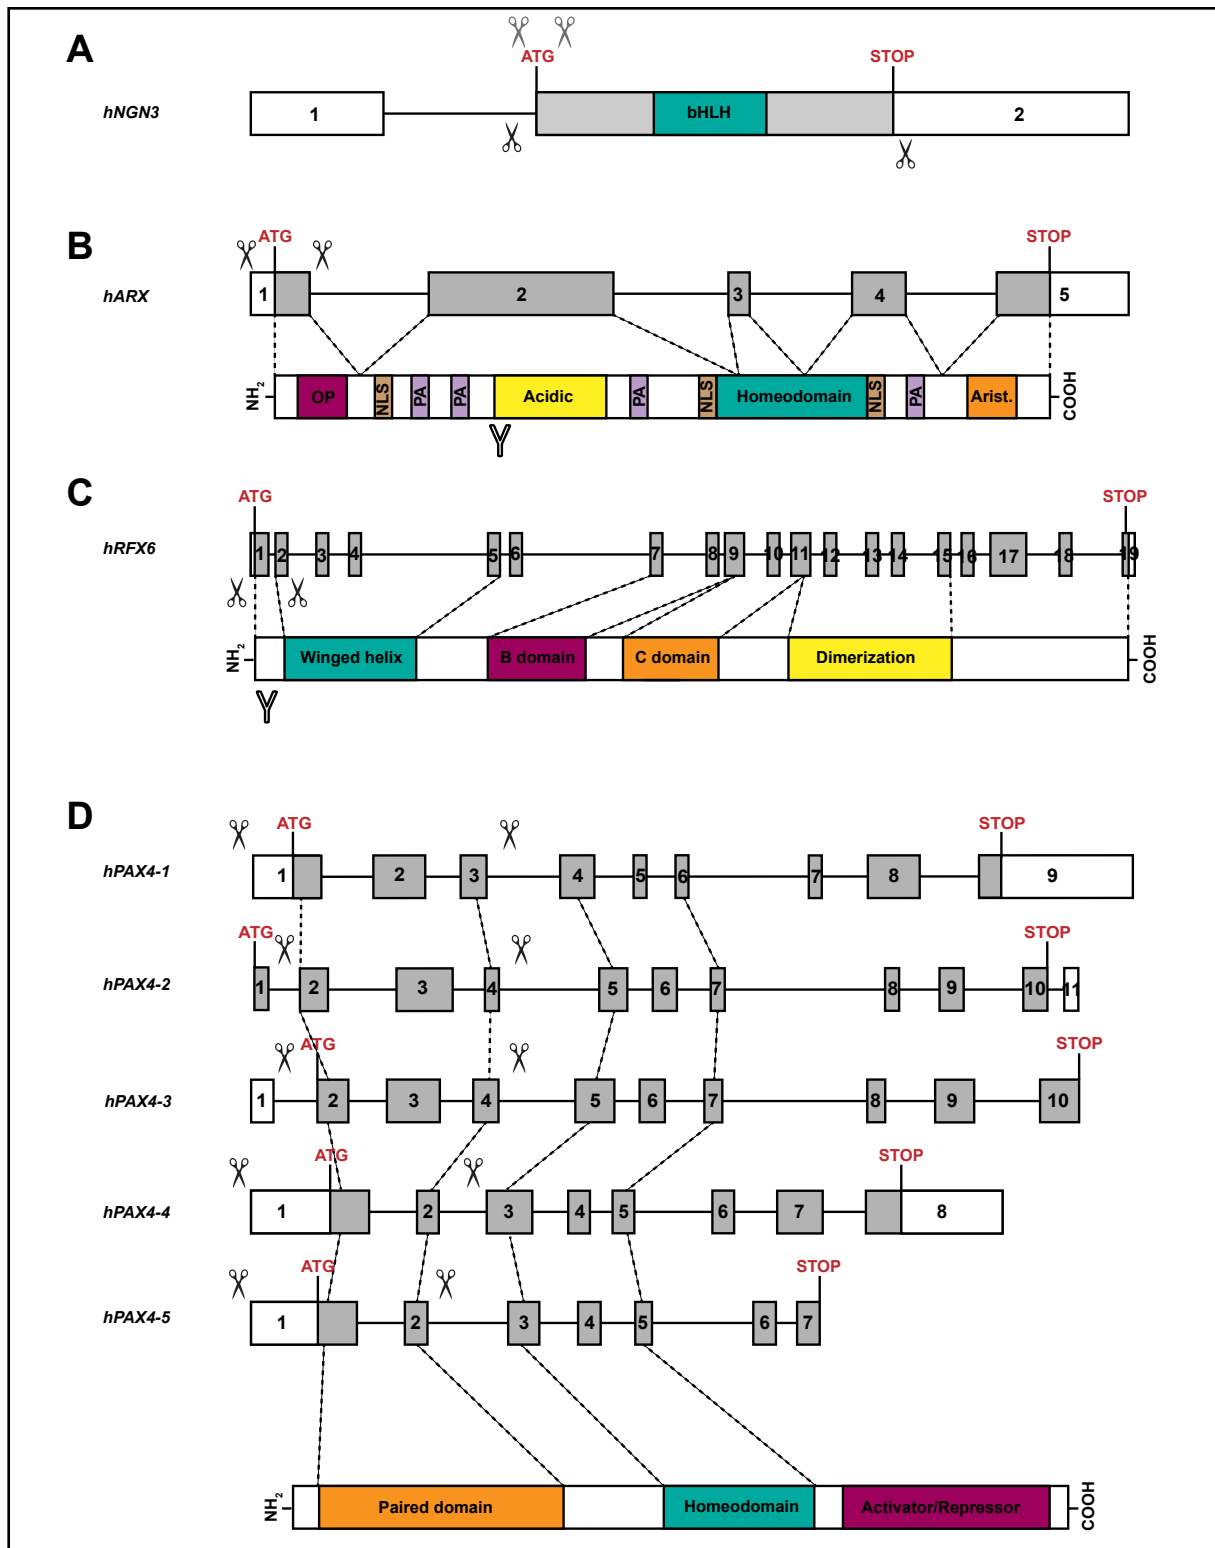 A
ATG
STOP
hNGN3
1
bHLH
2
B
ATG
STOP
hARX
1
2
3
4
5
NH2
OP
NLS
PA
PA
Acidic
PA
NLS
Homeodomain
NLS
PA
Arist.
COOH
C
ATG
STOP
hRFX6
1 2 3 4 5 6 7 8 9 10 11 12 13 14 15 16 17 18 19
NH2
Winged helix
B domain
C domain
Dimerization
COOH
D
ATG
STOP
hPAX4-1
1 2 3 4 5 6 7 8 9
ATG
STOP
hPAX4-2
1 2 3 4 5 6 7 8 9 10 11
ATG
STOP
hPAX4-3
1 2 3 4 5 6 7 8 9 10
ATG
STOP
hPAX4-4
1 2 3 4 5 6 7 8
ATG
STOP
hPAX4-5
1 2 3 4 5 6 7
NH2
Paired domain
Homeodomain
Activator/Repressor
COOH